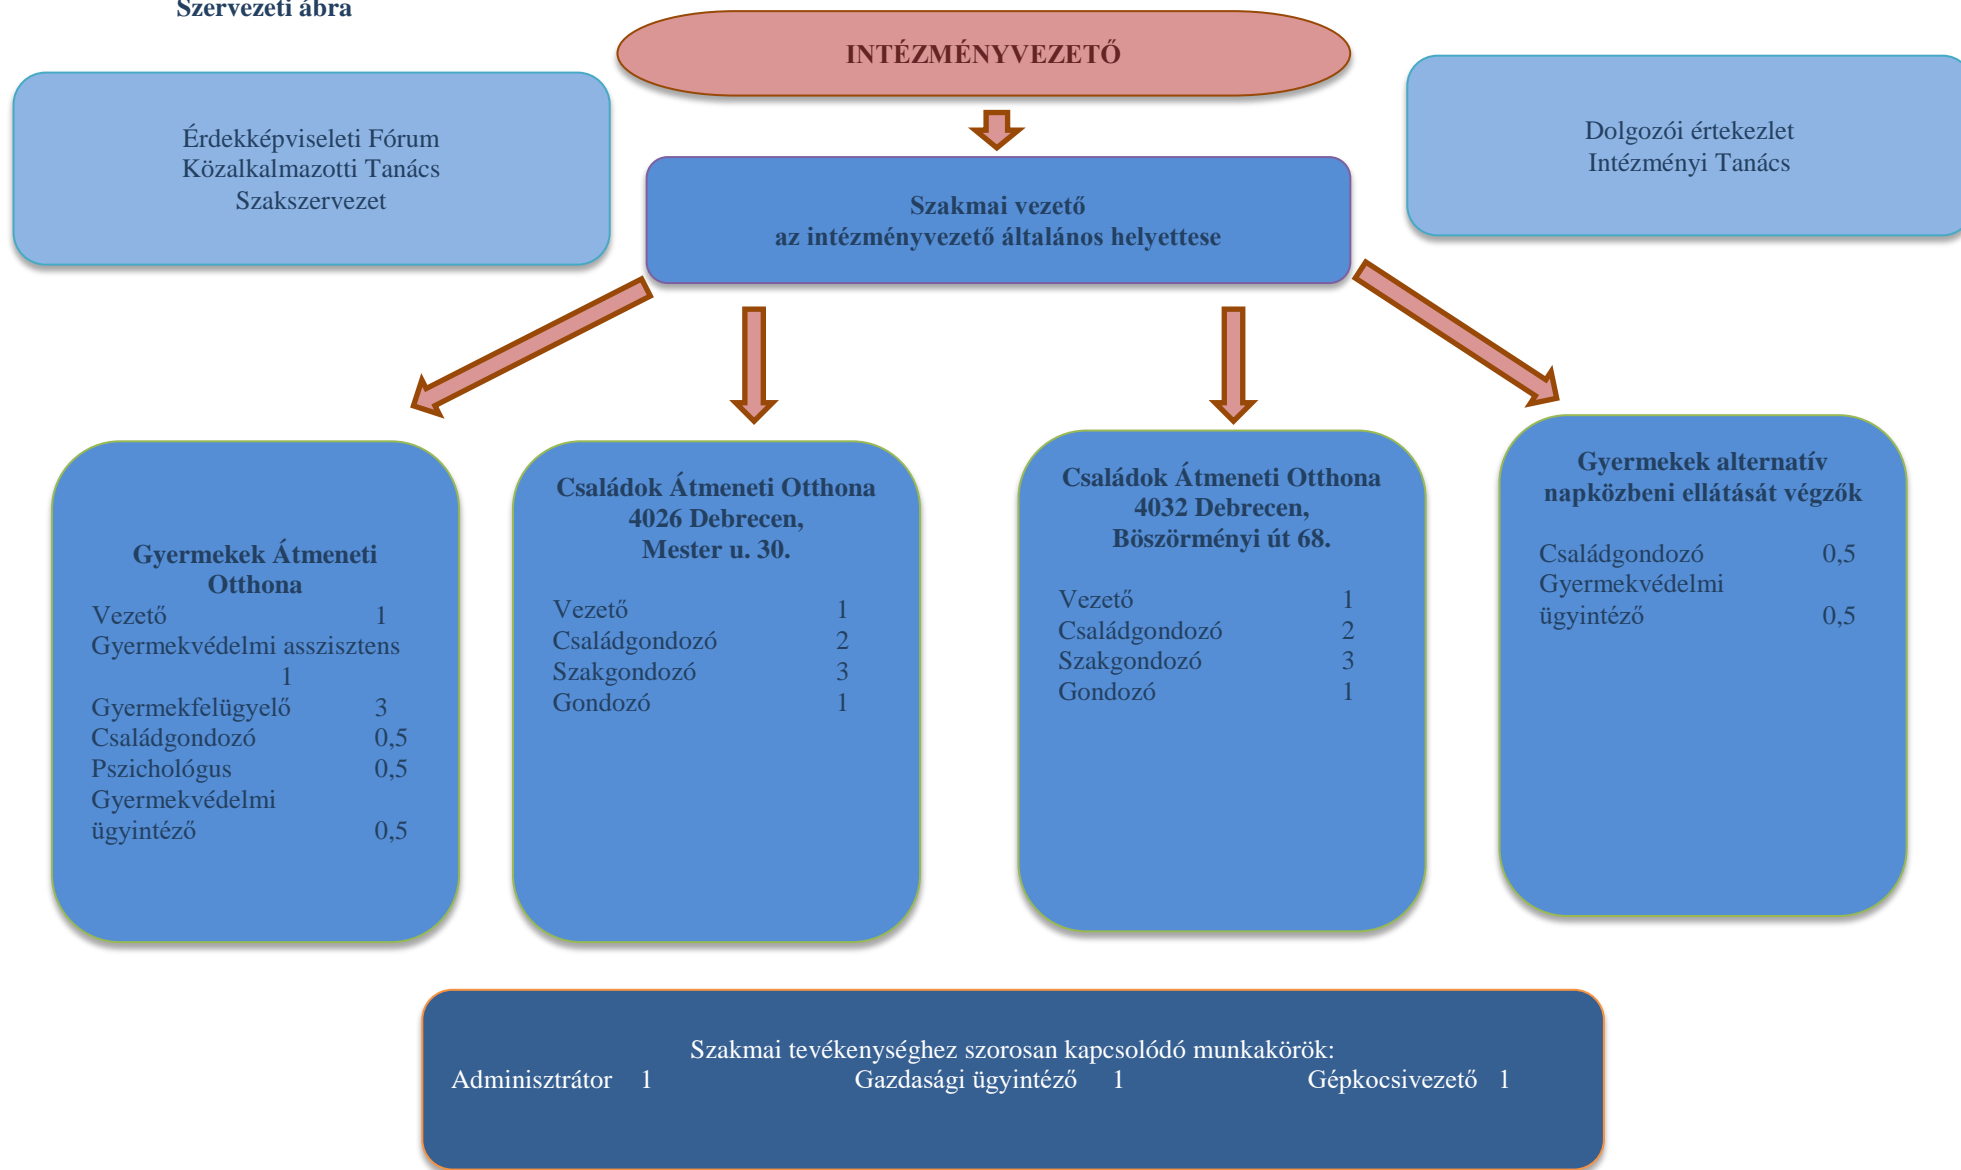 Szervezeti ábra
INTÉZMÉNYVEZETŐ
Érdekképviseleti Fórum
Közalkalmazotti Tanács
Szakszervezet
Dolgozói értekezlet
Intézményi Tanács
Szakmai vezető
az intézményvezető általános helyettese
Gyermekek Átmeneti
Otthona
Vezető 1
Gyermekvédelmi asszisztens
1
Gyermekfelügyelő 3
Családgondozó 0,5
Pszichológus 0,5
Gyermekvédelmi
ügyintéző 0,5
Családok Átmeneti Otthona
4026 Debrecen,
Mester u. 30.
Vezető 1
Családgondozó 2
Szakgondozó 3
Gondozó 1
Családok Átmeneti Otthona
4032 Debrecen,
Böszörményi út 68.
Vezető 1
Családgondozó 2
Szakgondozó 3
Gondozó 1
Gyermekek alternatív
napközbeni ellátását végzők
Családgondozó 0,5
Gyermekvédelmi
ügyintéző 0,5
Szakmai tevékenységhez szorosan kapcsolódó munkakörök:
Adminisztrátor 1 Gazdasági ügyintéző 1 Gépkocsivezető 1